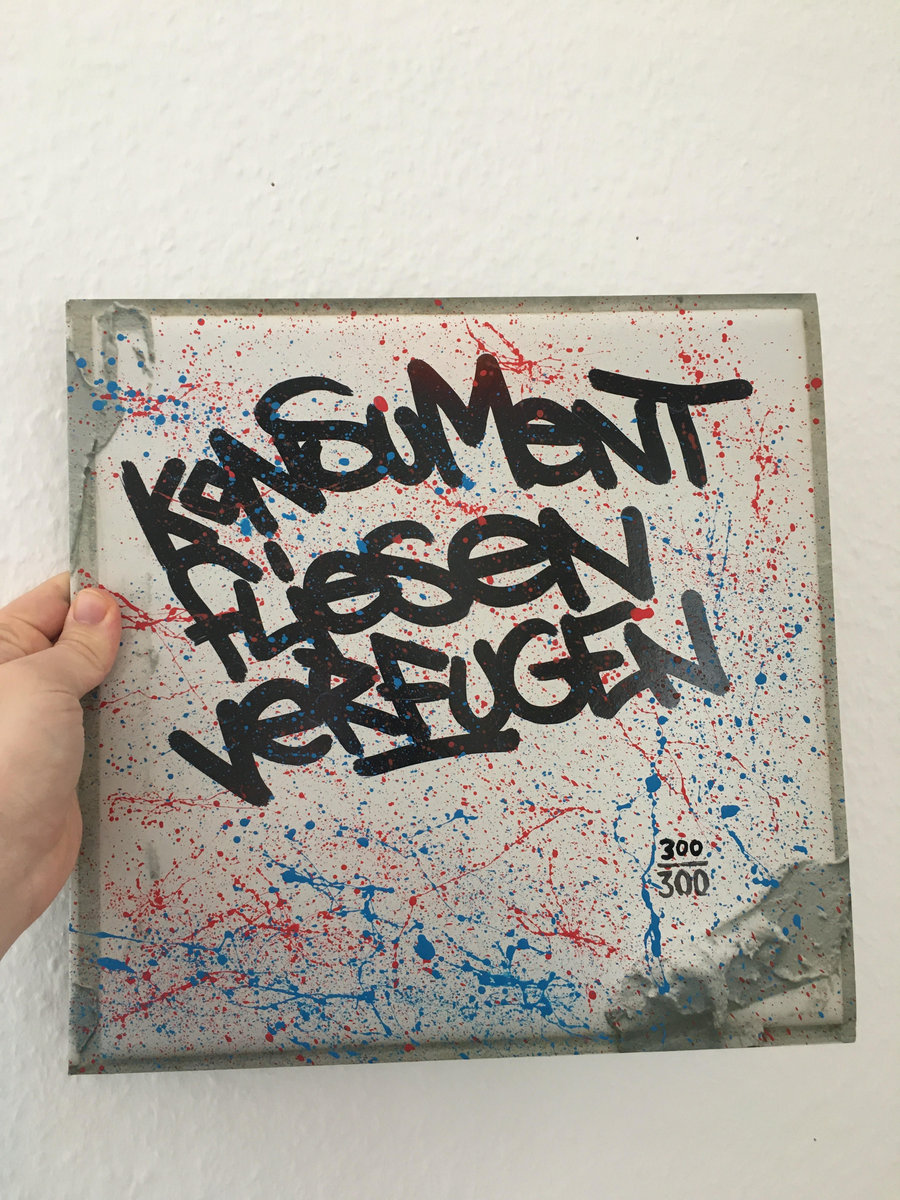 KONSUMENT
FLIESEN
VERFUGEN
300
300